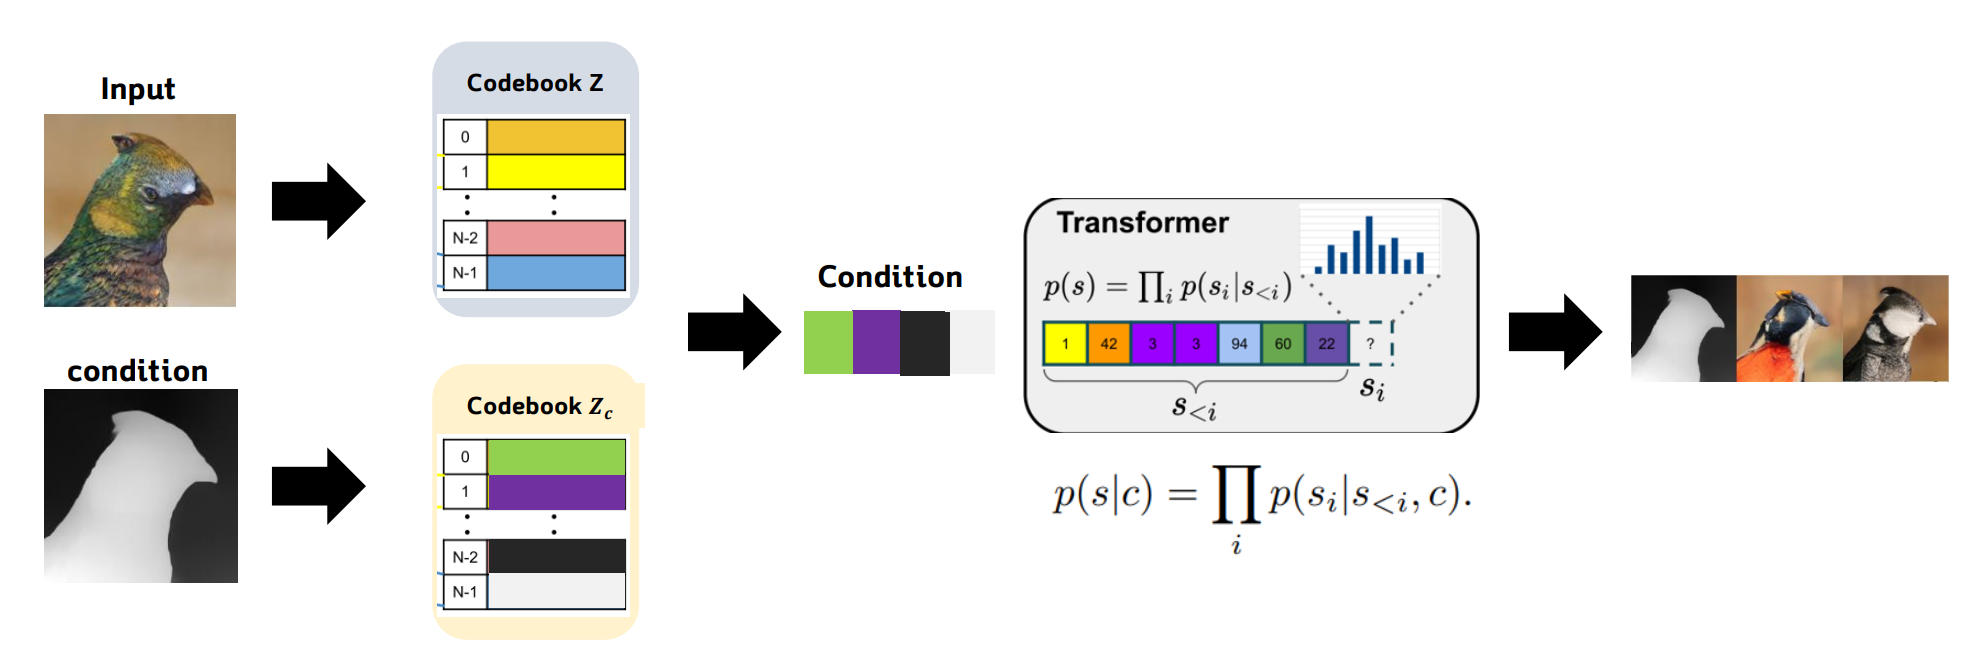 Input
condition
Codebook Z
0
1
N-2
N-1
Codebook Z_c
0
1
N-2
N-1
Condition
Transformer
p(s) = ∏_i p(s_i|s_{<i})
1 42 3 3 94 60 22 ?
s_{<i}
s_i
p(s|c) = ∏_i p(s_i|s_{<i}, c).